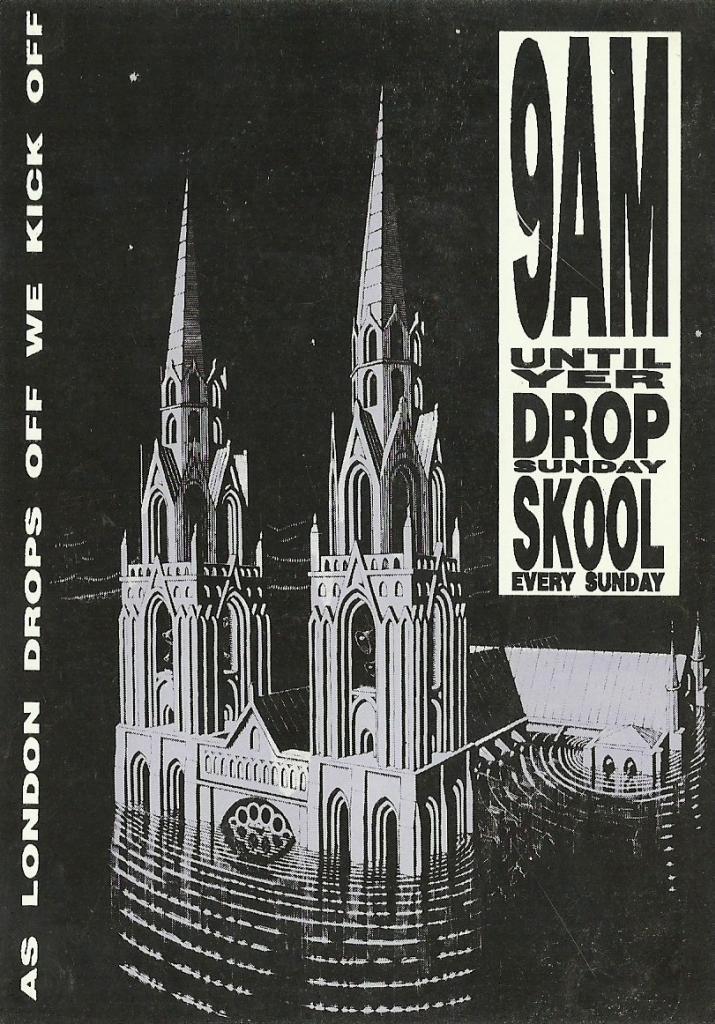 AS LONDON DROPS OFF WE KICK OFF
9AM
UNTIL
YER
DROP
SUNDAY
SKOOL
EVERY SUNDAY